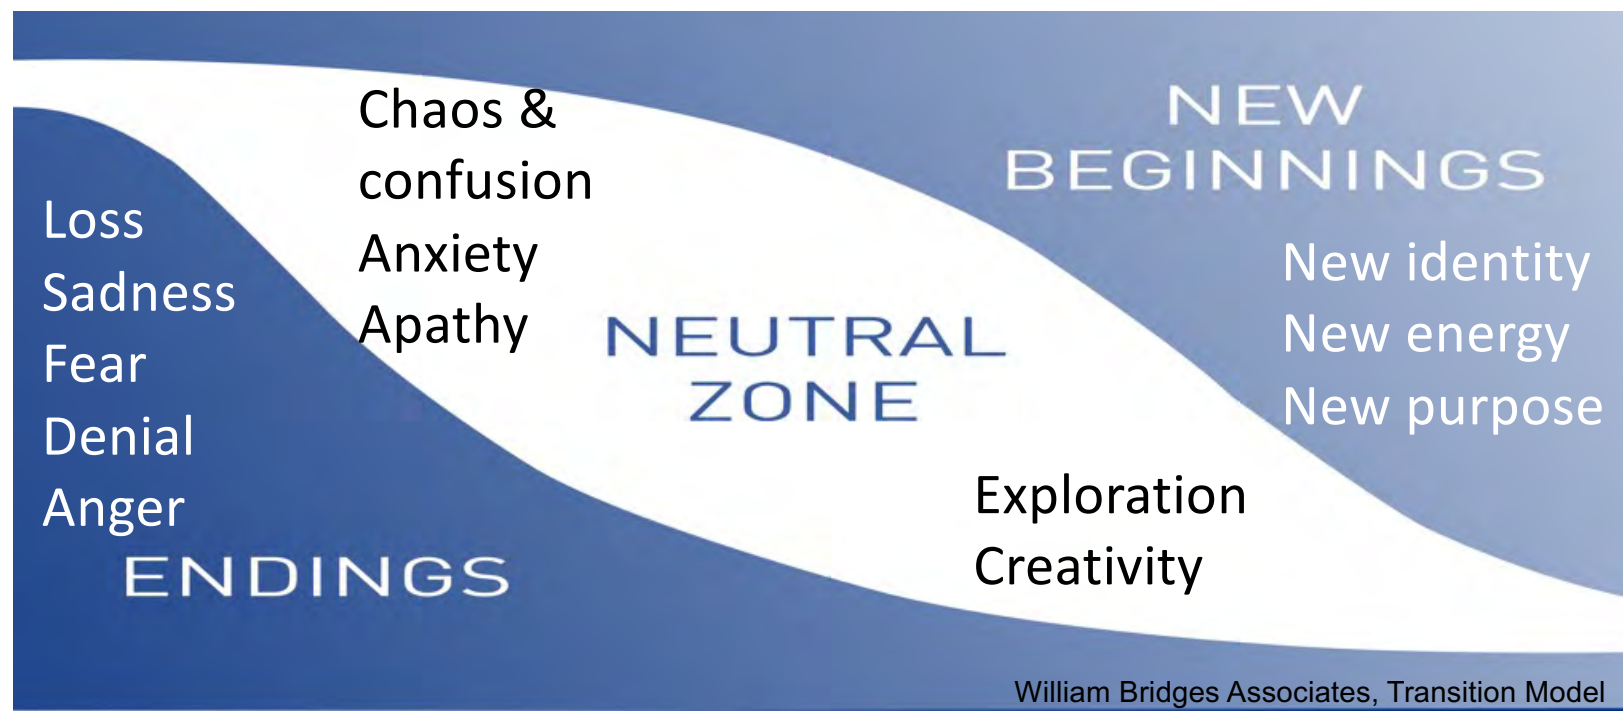 Loss
Sadness
Fear
Denial
Anger
ENDINGS
Chaos &
confusion
Anxiety
Apathy
NEUTRAL
ZONE
Exploration
Creativity
NEW
BEGINNINGS
New identity
New energy
New purpose
William Bridges Associates, Transition Model